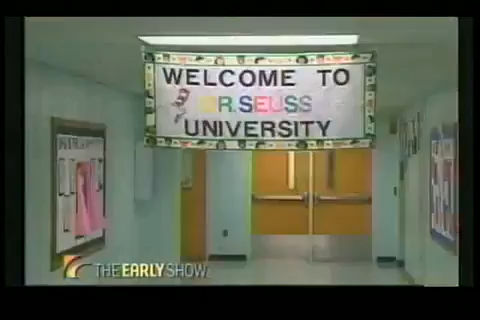 WELCOME TO
DR. SEUSS
UNIVERSITY
THE EARLY SHOW